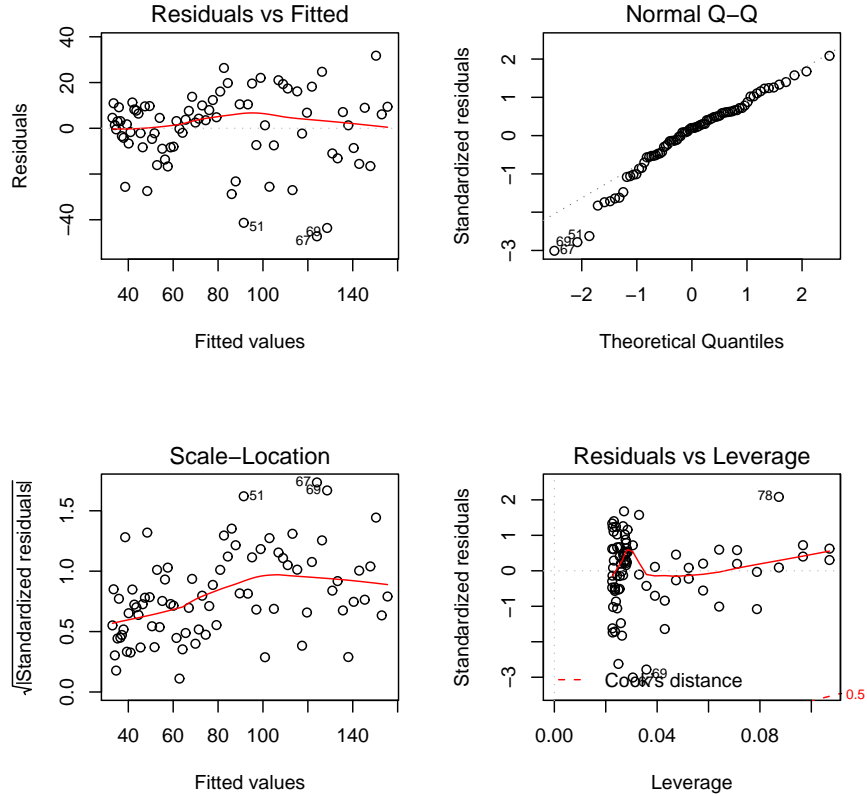 Residuals vs Fitted
Residuals
40
20
0
−40
51
69
67
40 60 80 100 140
Fitted values
Normal Q−Q
Standardized residuals
2
1
0
−1
−3
51
69
67
−2 −1 0 1 2
Theoretical Quantiles
Scale−Location
√|Standardized residuals|
1.5
1.0
0.5
0.0
67
51
69
40 60 80 100 140
Fitted values
Residuals vs Leverage
Standardized residuals
2
1
0
−1
−3
78
69
Cook's distance
0.5
0.00 0.04 0.08
Leverage